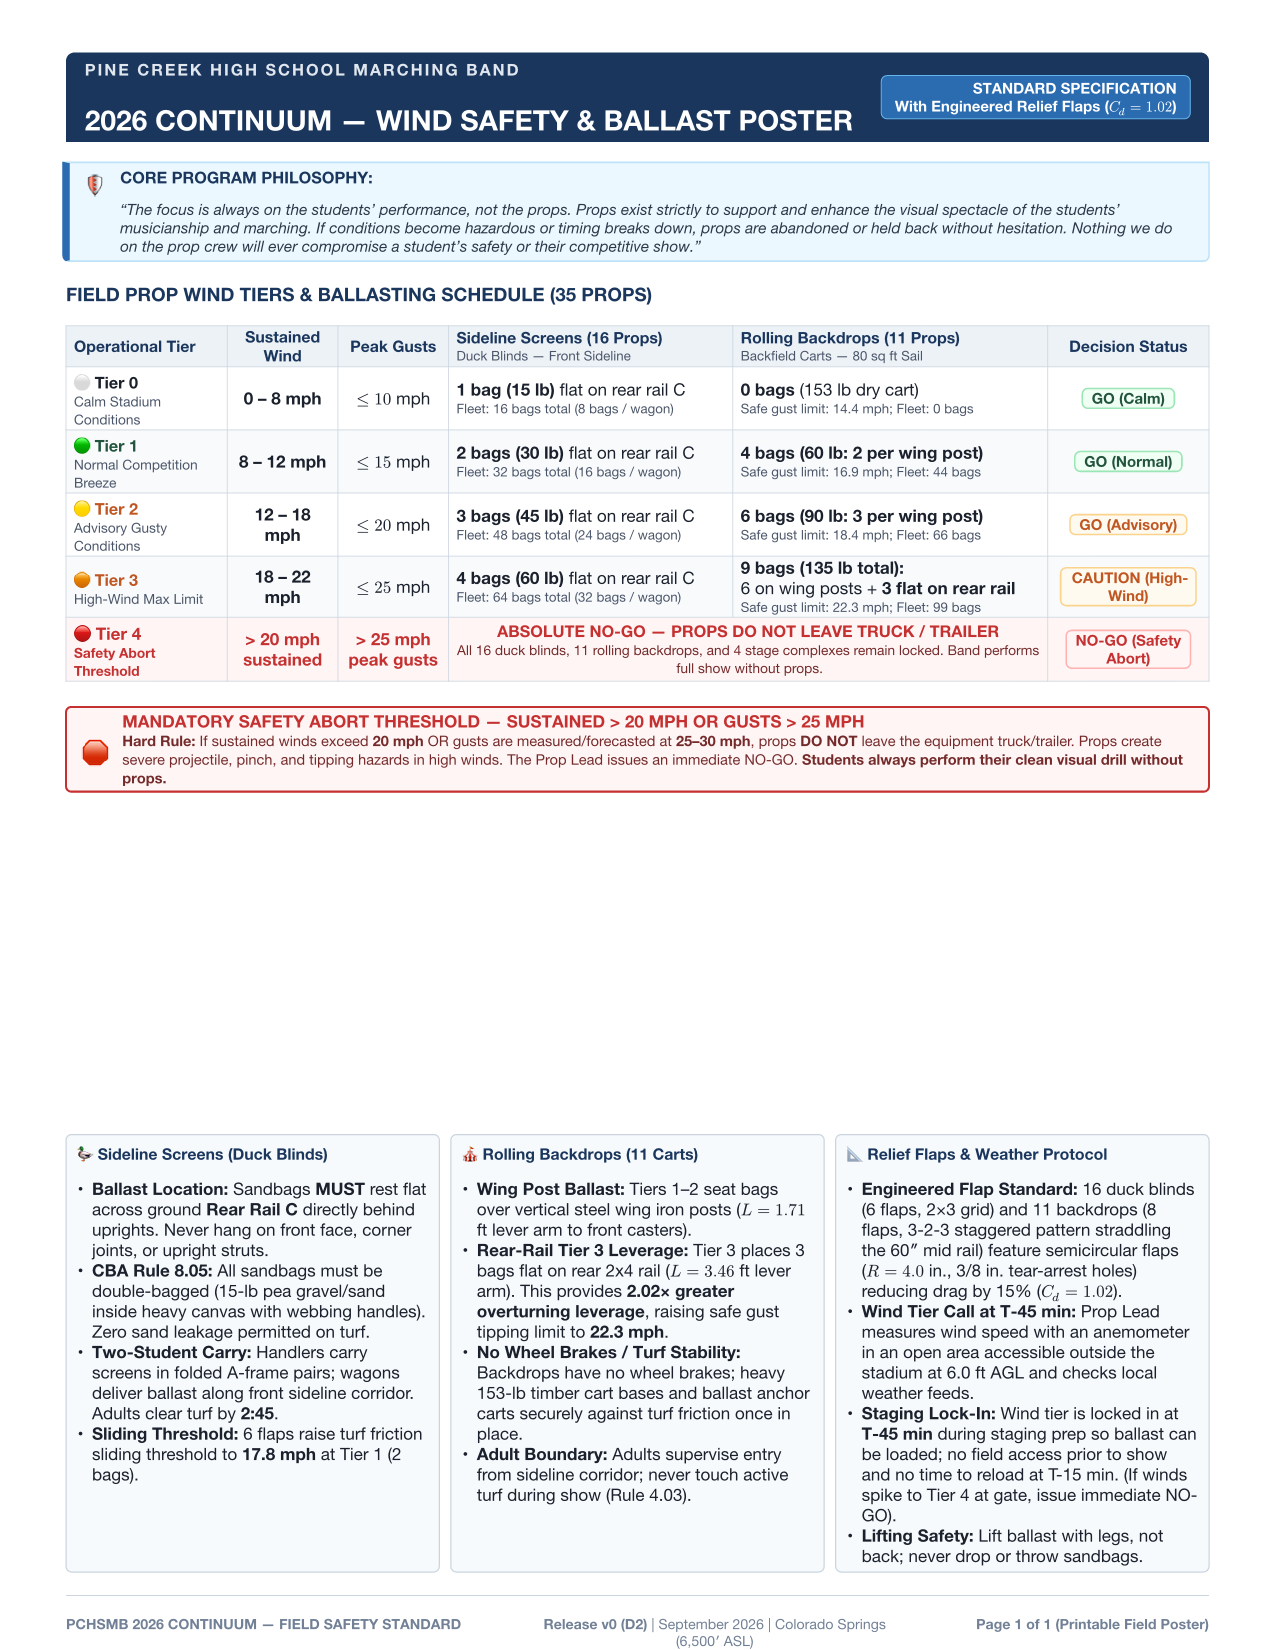 PINE CREEK HIGH SCHOOL MARCHING BAND
2026 CONTINUUM — WIND SAFETY & BALLAST POSTER
STANDARD SPECIFICATION
With Engineered Relief Flaps (C_d = 1.02)
CORE PROGRAM PHILOSOPHY:
“The focus is always on the students’ performance, not the props. Props exist strictly to support and enhance the visual spectacle of the students’
musicianship and marching. If conditions become hazardous or timing breaks down, props are abandoned or held back without hesitation. Nothing we do
on the prop crew will ever compromise a student’s safety or their competitive show.”
FIELD PROP WIND TIERS & BALLASTING SCHEDULE (35 PROPS)
Operational Tier
Sustained
Wind
Peak Gusts
Sideline Screens (16 Props)
Duck Blinds — Front Sideline
Rolling Backdrops (11 Props)
Backfield Carts — 80 sq ft Sail
Decision Status
Tier 0
Calm Stadium
Conditions
0 – 8 mph
≤ 10 mph
1 bag (15 lb) flat on rear rail C
Fleet: 16 bags total (8 bags / wagon)
0 bags (153 lb dry cart)
Safe gust limit: 14.4 mph; Fleet: 0 bags
GO (Calm)
Tier 1
Normal Competition
Breeze
8 – 12 mph
≤ 15 mph
2 bags (30 lb) flat on rear rail C
Fleet: 32 bags total (16 bags / wagon)
4 bags (60 lb: 2 per wing post)
Safe gust limit: 16.9 mph; Fleet: 44 bags
GO (Normal)
Tier 2
Advisory Gusty
Conditions
12 – 18
mph
≤ 20 mph
3 bags (45 lb) flat on rear rail C
Fleet: 48 bags total (24 bags / wagon)
6 bags (90 lb: 3 per wing post)
Safe gust limit: 18.4 mph; Fleet: 66 bags
GO (Advisory)
Tier 3
High-Wind Max Limit
18 – 22
mph
≤ 25 mph
4 bags (60 lb) flat on rear rail C
Fleet: 64 bags total (32 bags / wagon)
9 bags (135 lb total):
6 on wing posts + 3 flat on rear rail
Safe gust limit: 22.3 mph; Fleet: 99 bags
CAUTION (High-
Wind)
Tier 4
Safety Abort
Threshold
> 20 mph
sustained
> 25 mph
peak gusts
ABSOLUTE NO-GO — PROPS DO NOT LEAVE TRUCK / TRAILER
All 16 duck blinds, 11 rolling backdrops, and 4 stage complexes remain locked. Band performs
full show without props.
NO-GO (Safety
Abort)
MANDATORY SAFETY ABORT THRESHOLD — SUSTAINED > 20 MPH OR GUSTS > 25 MPH
Hard Rule: If sustained winds exceed 20 mph OR gusts are measured/forecasted at 25–30 mph, props DO NOT leave the equipment truck/trailer. Props create
severe projectile, pinch, and tipping hazards in high winds. The Prop Lead issues an immediate NO-GO. Students always perform their clean visual drill without
props.
Sideline Screens (Duck Blinds)
• Ballast Location: Sandbags MUST rest flat
across ground Rear Rail C directly behind
uprights. Never hang on front face, corner
joints, or upright struts.
• CBA Rule 8.05: All sandbags must be
double-bagged (15-lb pea gravel/sand
inside heavy canvas with webbing handles).
Zero sand leakage permitted on turf.
• Two-Student Carry: Handlers carry
screens in folded A-frame pairs; wagons
deliver ballast along front sideline corridor.
Adults clear turf by 2:45.
• Sliding Threshold: 6 flaps raise turf friction
sliding threshold to 17.8 mph at Tier 1 (2
bags).
Rolling Backdrops (11 Carts)
• Wing Post Ballast: Tiers 1–2 seat bags
over vertical steel wing iron posts (L = 1.71
ft lever arm to front casters).
• Rear-Rail Tier 3 Leverage: Tier 3 places 3
bags flat on rear 2x4 rail (L = 3.46 ft lever
arm). This provides 2.02× greater
overturning leverage, raising safe gust
tipping limit to 22.3 mph.
• No Wheel Brakes / Turf Stability:
Backdrops have no wheel brakes; heavy
153-lb timber cart bases and ballast anchor
carts securely against turf friction once in
place.
• Adult Boundary: Adults supervise entry
from sideline corridor; never touch active
turf during show (Rule 4.03).
Relief Flaps & Weather Protocol
• Engineered Flap Standard: 16 duck blinds
(6 flaps, 2×3 grid) and 11 backdrops (8
flaps, 3-2-3 staggered pattern straddling
the 60″ mid rail) feature semicircular flaps
(R = 4.0 in., 3/8 in. tear-arrest holes)
reducing drag by 15% (C_d = 1.02).
• Wind Tier Call at T-45 min: Prop Lead
measures wind speed with an anemometer
in an open area accessible outside the
stadium at 6.0 ft AGL and checks local
weather feeds.
• Staging Lock-In: Wind tier is locked in at
T-45 min during staging prep so ballast can
be loaded; no field access prior to show
and no time to reload at T-15 min. (If winds
spike to Tier 4 at gate, issue immediate NO-
GO).
• Lifting Safety: Lift ballast with legs, not
back; never drop or throw sandbags.
PCHSMB 2026 CONTINUUM — FIELD SAFETY STANDARD
Release v0 (D2) | September 2026 | Colorado Springs
(6,500′ ASL)
Page 1 of 1 (Printable Field Poster)